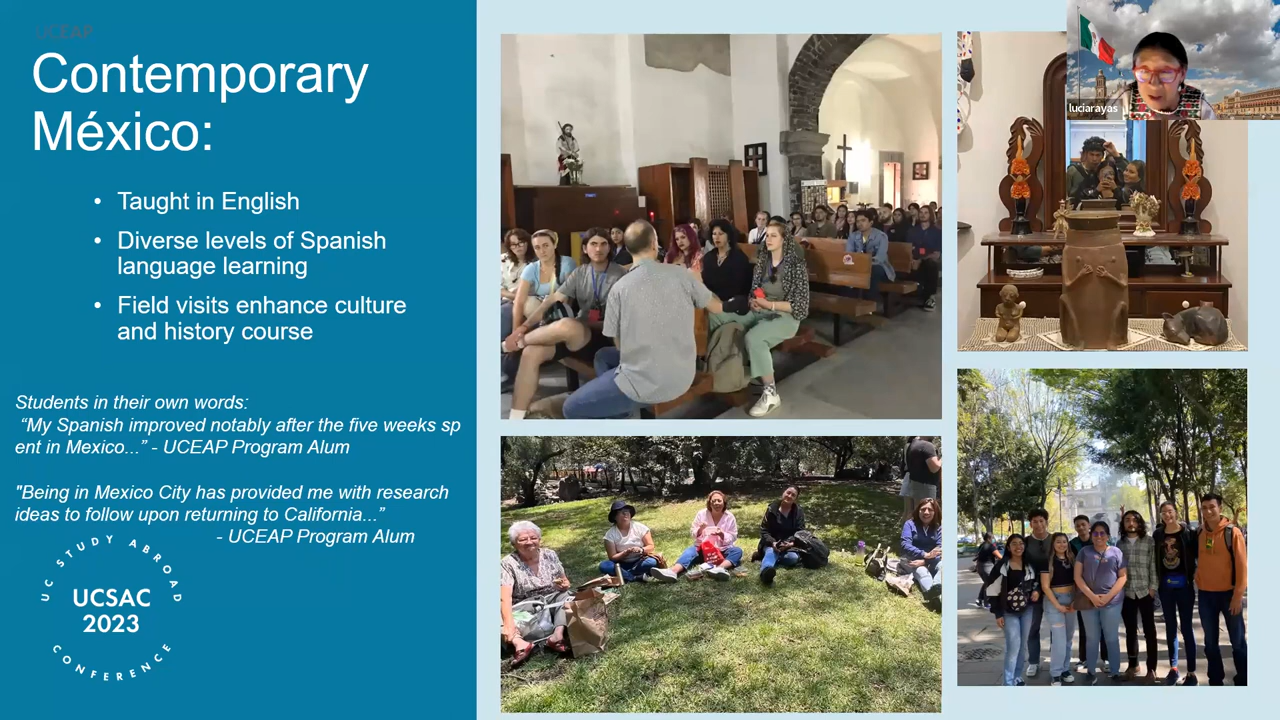 UCEAP
Contemporary
México:
• Taught in English
• Diverse levels of Spanish
language learning
• Field visits enhance culture
and history course
Students in their own words:
“My Spanish improved notably after the five weeks sp
ent in Mexico...” - UCEAP Program Alum
"Being in Mexico City has provided me with research
ideas to follow upon returning to California...”
- UCEAP Program Alum
UC STUDY ABROAD
UCSAC
2023
CONFERENCE
luciarayas